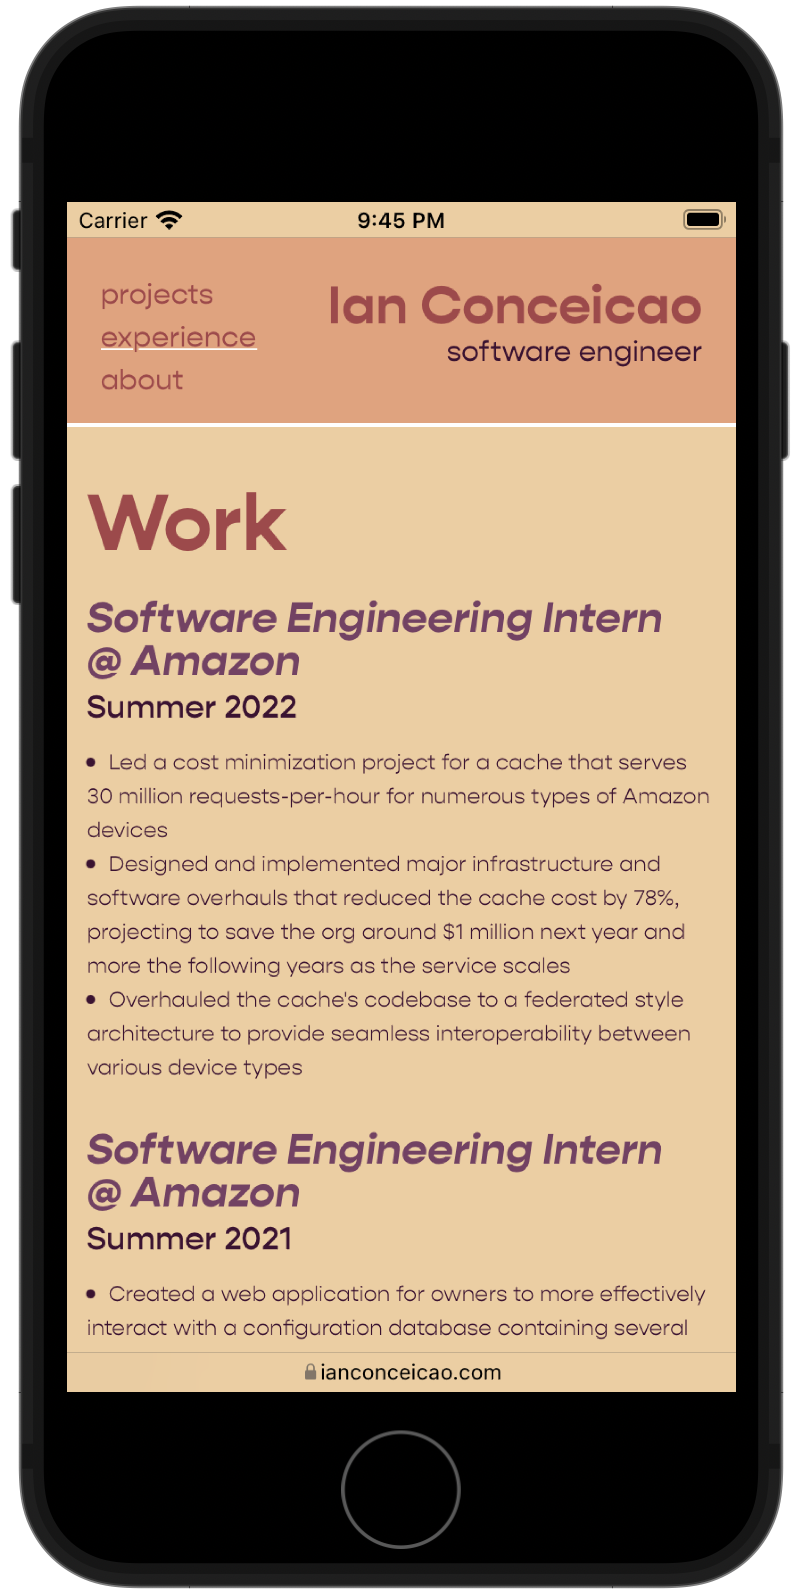 Carrier 9:45 PM
projects
experience
about
Ian Conceicao
software engineer
Work
Software Engineering Intern
@ Amazon
Summer 2022
• Led a cost minimization project for a cache that serves
30 million requests-per-hour for numerous types of Amazon
devices
• Designed and implemented major infrastructure and
software overhauls that reduced the cache cost by 78%,
projecting to save the org around $1 million next year and
more the following years as the service scales
• Overhauled the cache's codebase to a federated style
architecture to provide seamless interoperability between
various device types
Software Engineering Intern
@ Amazon
Summer 2021
• Created a web application for owners to more effectively
interact with a configuration database containing several
ianconceicao.com